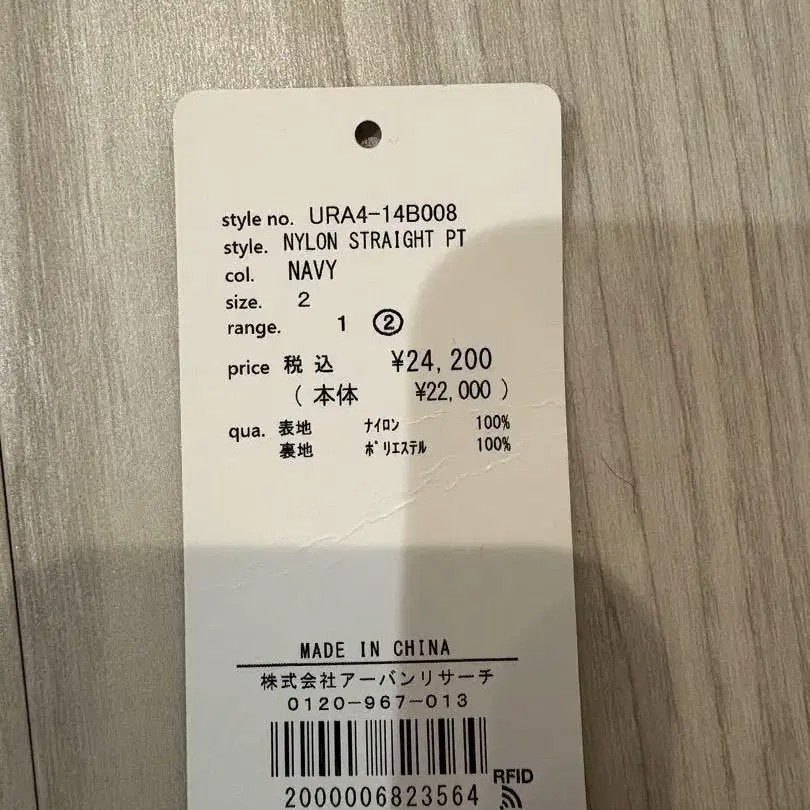 style no. URA4-14B008
style. NYLON STRAIGHT PT
col. NAVY
size. 2
range. 1 ②
price 税込 ¥24,200
(本体 ¥22,000)
qua. 表地 ﾅｲﾛﾝ 100%
裏地 ﾎﾟﾘｴｽﾃﾙ 100%
MADE IN CHINA
株式会社アーバンリサーチ
0120-967-013
RFID
2000006823564